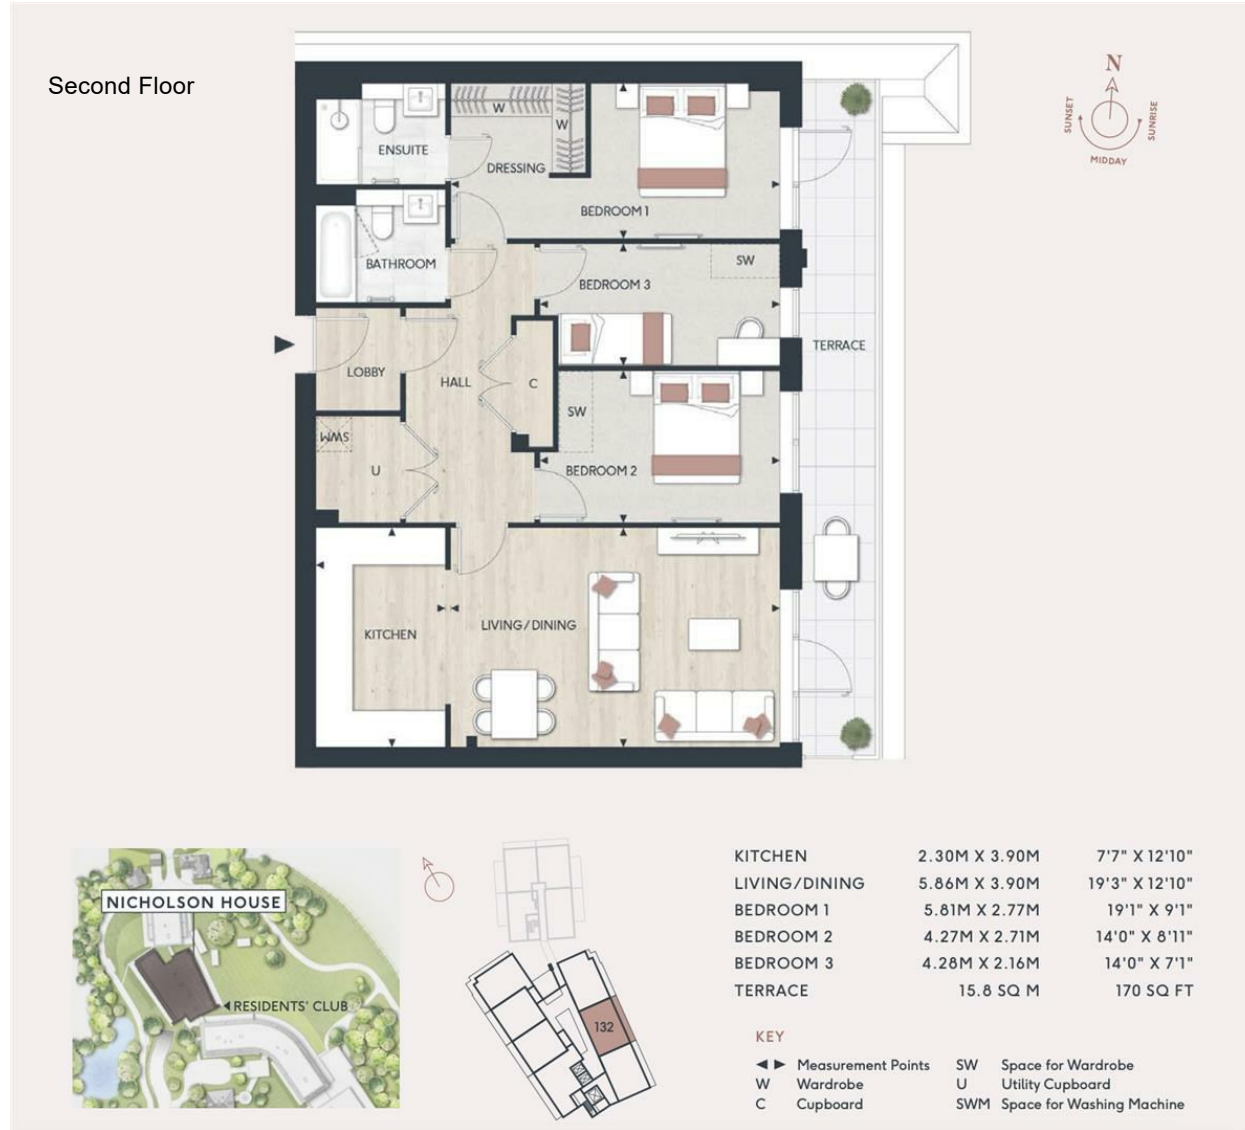 Second Floor
N
SUNSET
SUNRISE
MIDDAY
W
W
ENSUITE
DRESSING
BEDROOM 1
BATHROOM
SW
BEDROOM 3
TERRACE
LOBBY
HALL
C
SW
WMS
U
BEDROOM 2
LIVING/DINING
KITCHEN
NICHOLSON HOUSE
RESIDENTS' CLUB
132
KITCHEN 2.30M X 3.90M 7'7" X 12'10"
LIVING/DINING 5.86M X 3.90M 19'3" X 12'10"
BEDROOM 1 5.81M X 2.77M 19'1" X 9'1"
BEDROOM 2 4.27M X 2.71M 14'0" X 8'11"
BEDROOM 3 4.28M X 2.16M 14'0" X 7'1"
TERRACE 15.8 SQ M 170 SQ FT
KEY
◄ ► Measurement Points SW Space for Wardrobe
W Wardrobe U Utility Cupboard
C Cupboard SWM Space for Washing Machine